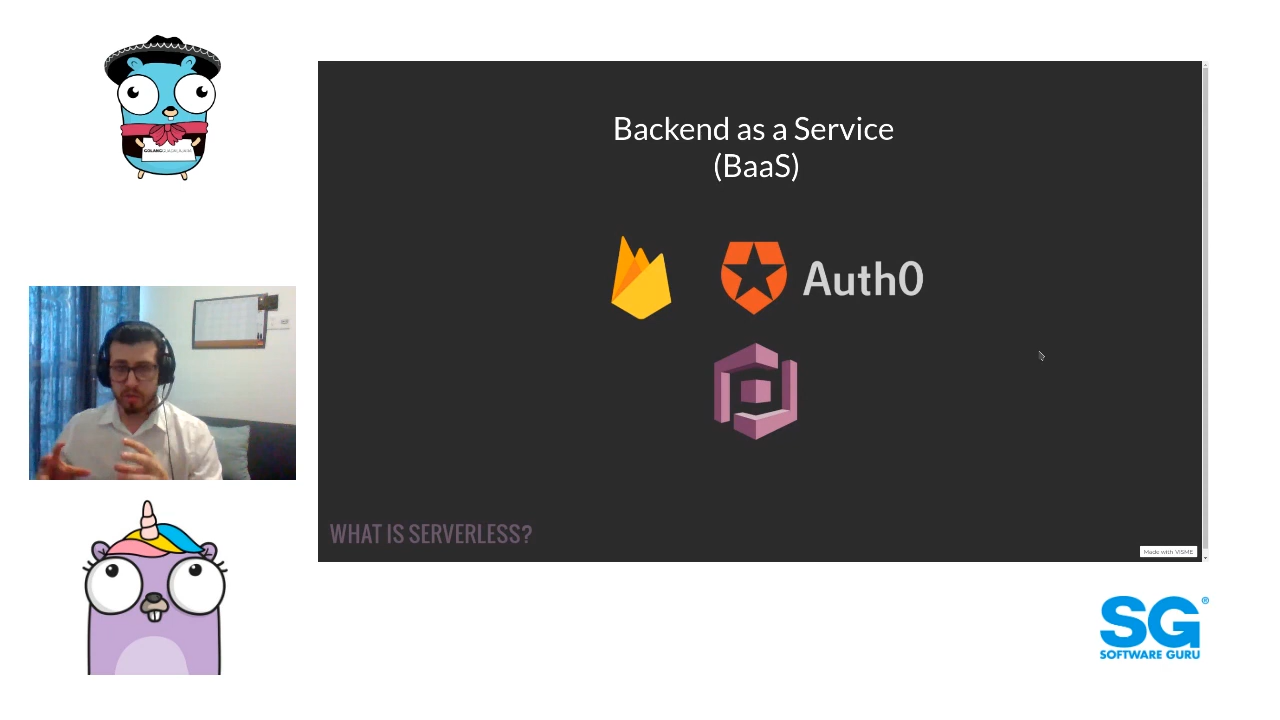 Backend as a Service
(BaaS)
Auth0
WHAT IS SERVERLESS?
Made with VISME
SG®
SOFTWARE GURU